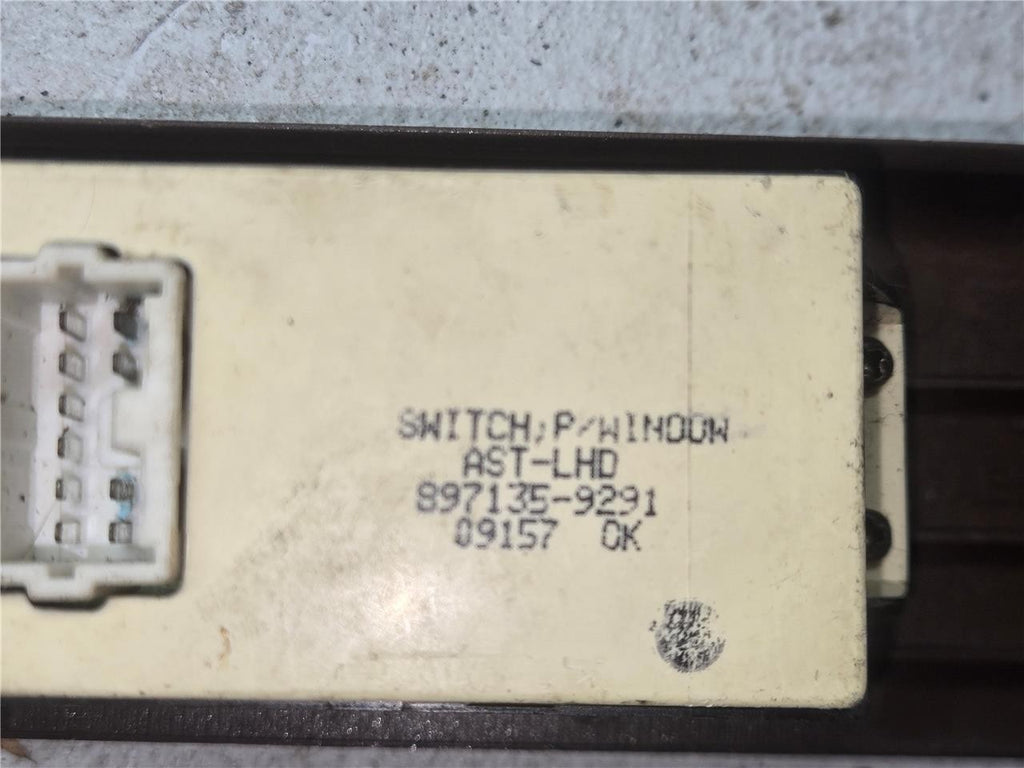 SWITCH;P/WINDOW
AST-LHD
897135-9291
09157 OK